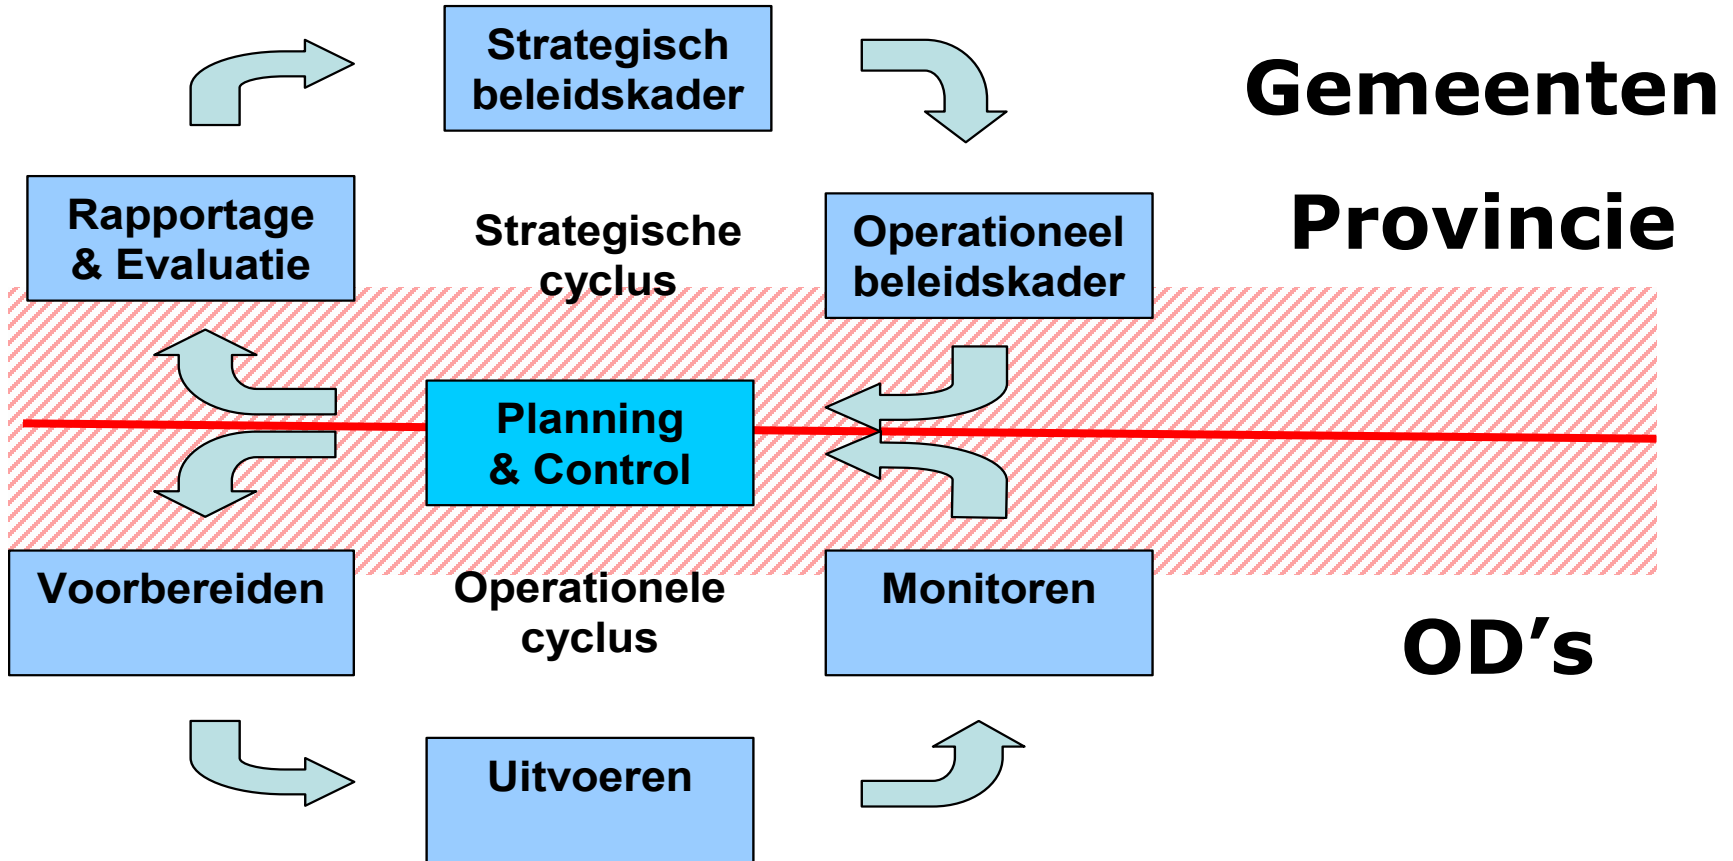 Strategisch
beleidskader
Gemeenten
Rapportage
& Evaluatie
Strategische
cyclus
Operationeel
beleidskader
Provincie
Planning
& Control
Voorbereiden
Operationele
cyclus
Monitoren
OD’s
Uitvoeren